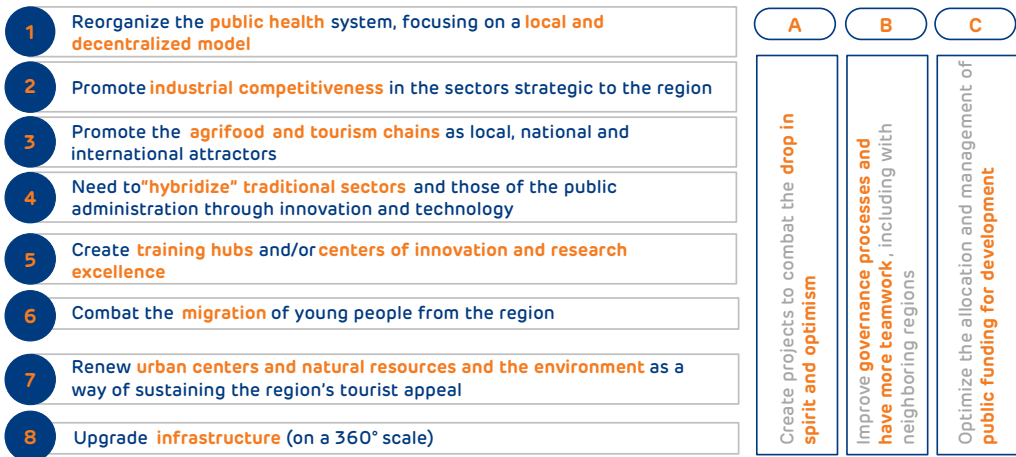 1
Reorganize the public health system, focusing on a local and
decentralized model
2
Promote industrial competitiveness in the sectors strategic to the region
3
Promote the agrifood and tourism chains as local, national and
international attractors
4
Need to "hybridize" traditional sectors and those of the public
administration through innovation and technology
5
Create training hubs and/or centers of innovation and research
excellence
6
Combat the migration of young people from the region
7
Renew urban centers and natural resources and the environment as a
way of sustaining the region's tourist appeal
8
Upgrade infrastructure (on a 360° scale)
A
Create projects to combat the drop in
spirit and optimism
B
Improve governance processes and
have more teamwork, including with
neighboring regions
C
Optimize the allocation and management of
public funding for development